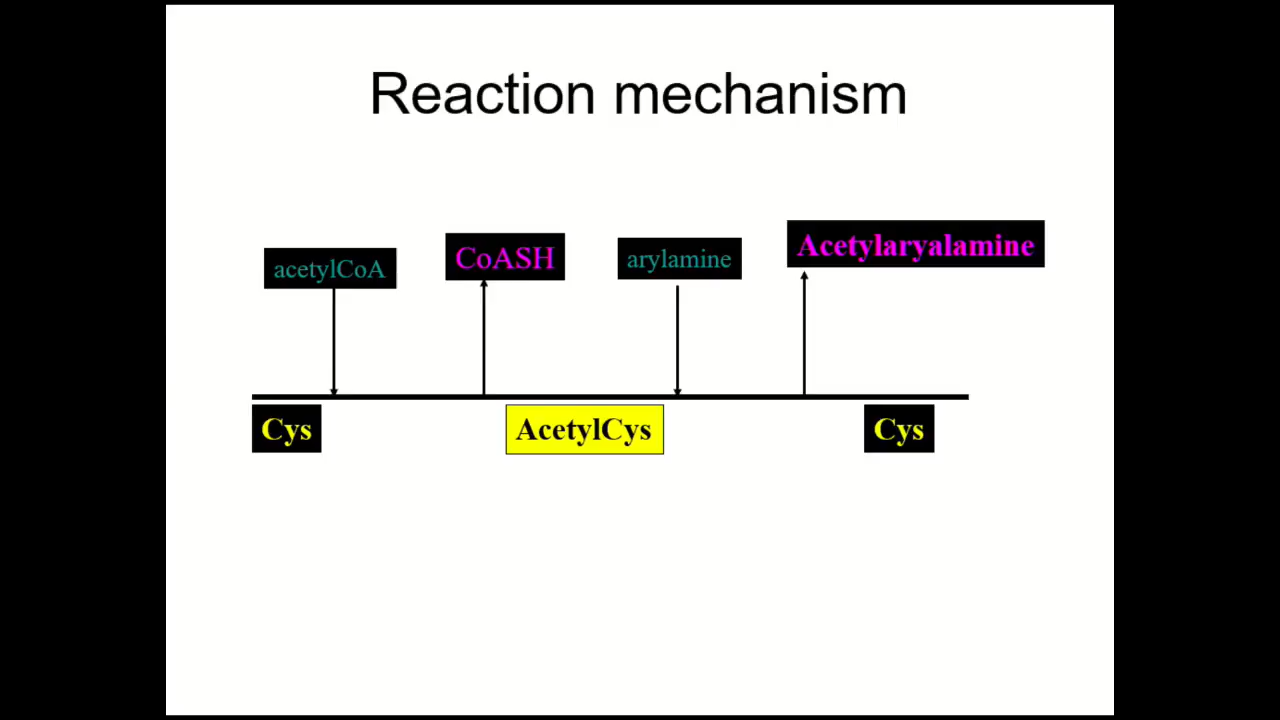 Reaction mechanism
acetylCoA
CoASH
arylamine
Acetylaryalamine
Cys
AcetylCys
Cys